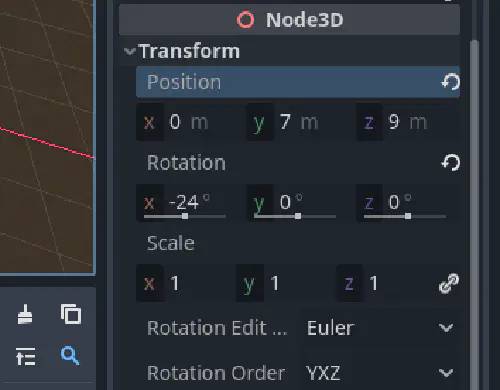 Node3D
Transform
Position
x 0 m y 7 m z 9 m
Rotation
x -24° y 0° z 0°
Scale
x 1 y 1 z 1
Rotation Edit ... Euler
Rotation Order YXZ